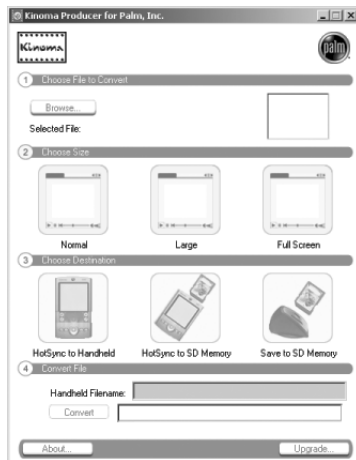 Kinoma Producer for Palm, Inc.
Kinoma
palm
1 Choose File to Convert
Browse...
Selected File:
2 Choose Size
Normal Large Full Screen
3 Choose Destination
HotSync to Handheld HotSync to SD Memory Save to SD Memory
4 Convert File
Handheld Filename:
Convert
About... Upgrade...